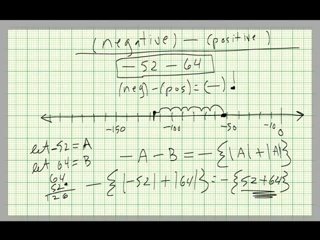 (negative) - (positive)
- 52 - 64
(neg) - (pos) = (-) !
-150 -100 -50 -10 0
let -52 = A
let 64 = B
- A - B = - {|A| + |A|}
64
52
126
- {|-52| + |64|} = - {52 + 64}